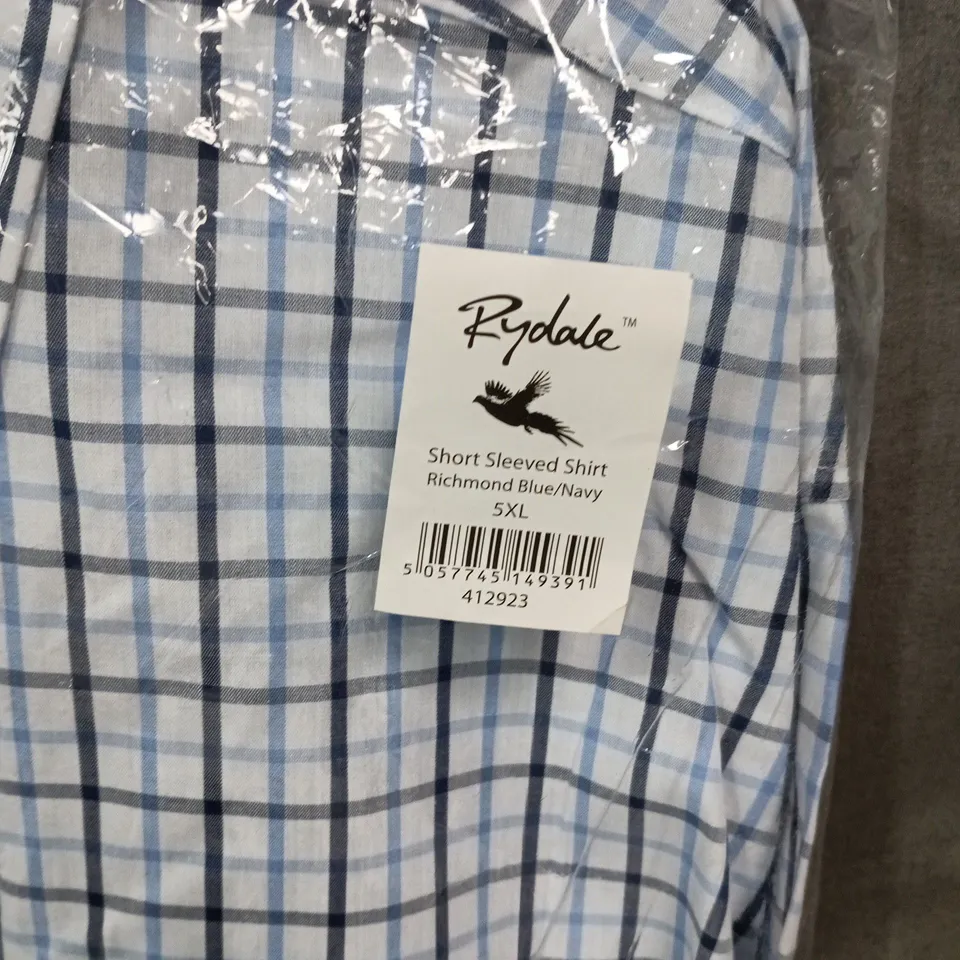 Rydale™
Short Sleeved Shirt
Richmond Blue/Navy
5XL
5 057745 149391
412923